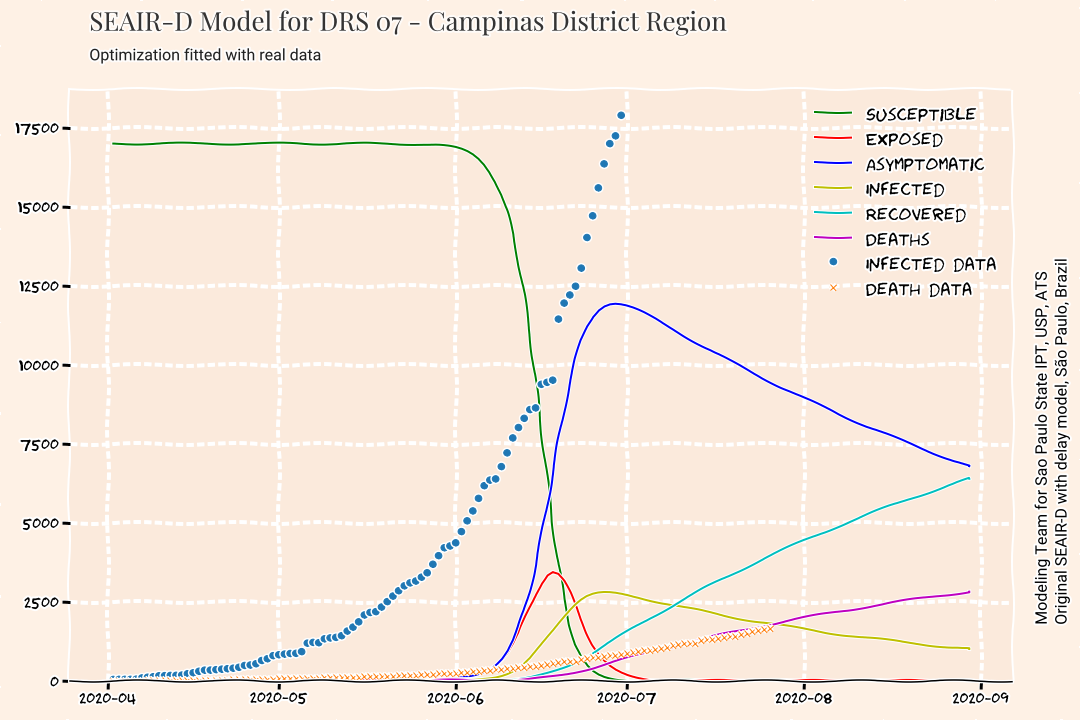 SEAIR-D Model for DRS 07 - Campinas District Region
Optimization fitted with real data
17500
15000
12500
10000
7500
5000
2500
0
2020-04
2020-05
2020-06
2020-07
2020-08
2020-09
SUSCEPTIBLE
EXPOSED
ASYMPTOMATIC
INFECTED
RECOVERED
DEATHS
INFECTED DATA
DEATH DATA
Modeling Team for Sao Paulo State IPT, USP, ATS
Original SEAIR-D with delay model, São Paulo, Brazil